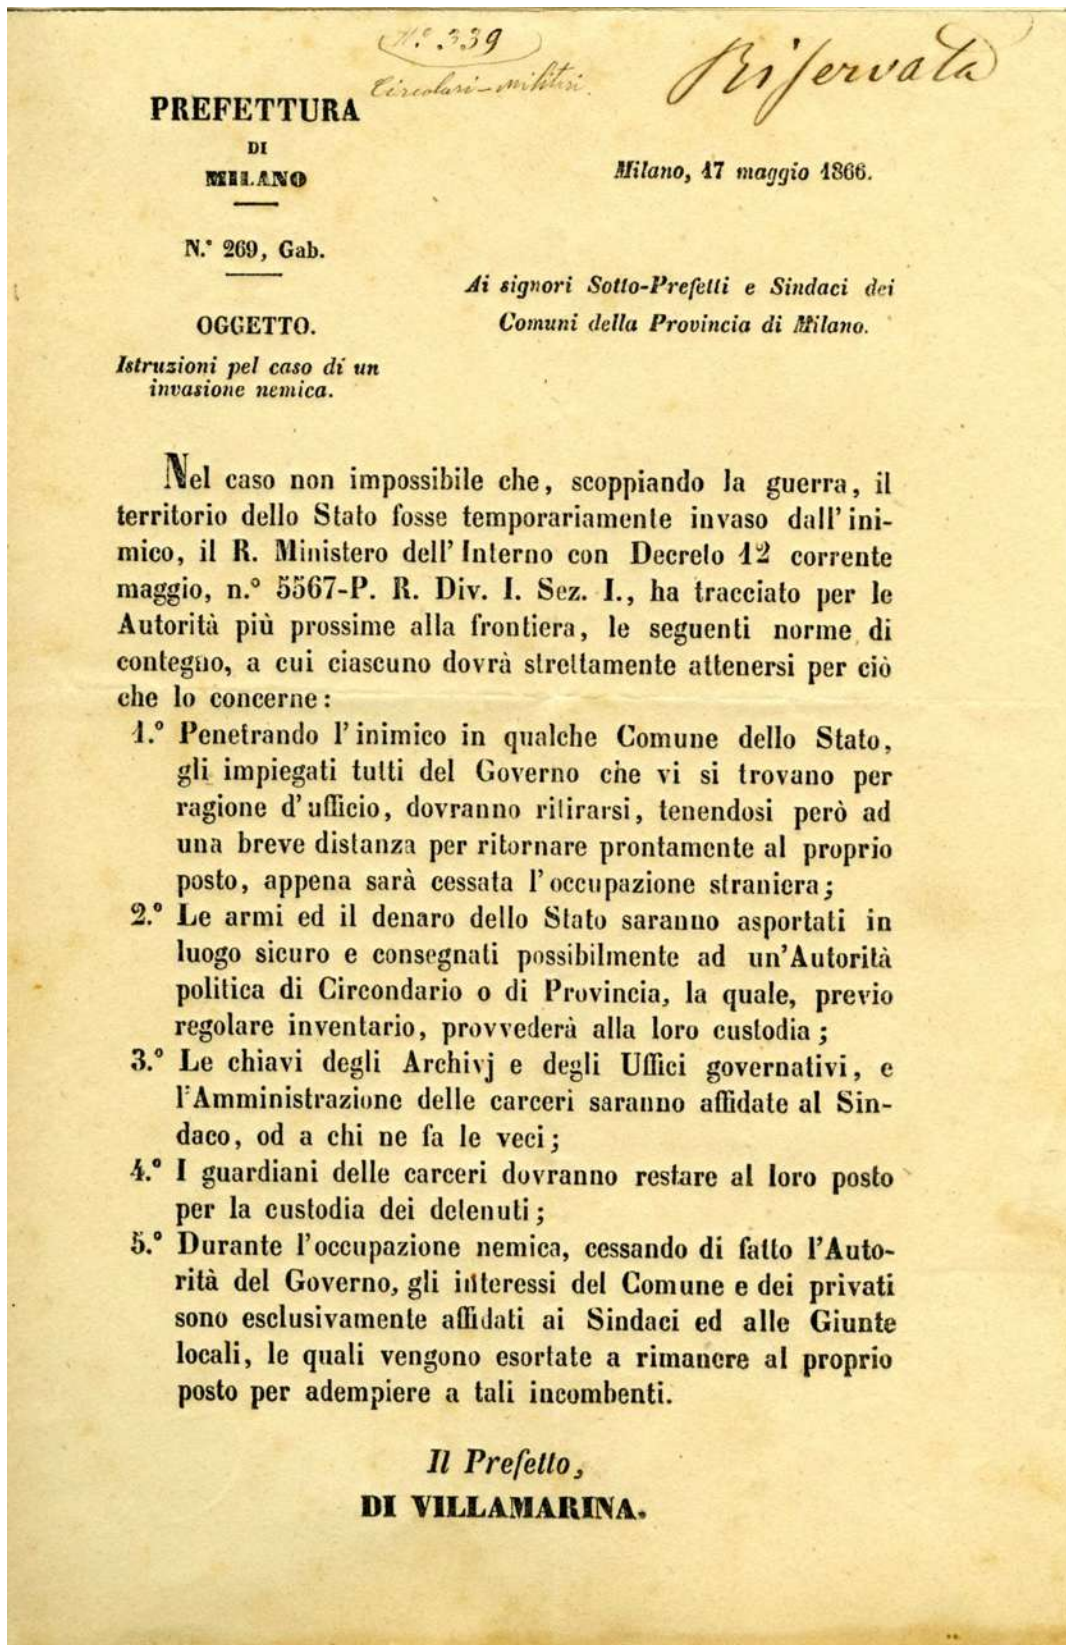 N.º 339
Circolari-militari.
Riservata
PREFETTURA
DI
MILANO
Milano, 17 maggio 1866.
N.º 269, Gab.
Ai signori Sotto-Prefetti e Sindaci dei
Comuni della Provincia di Milano.
OGGETTO.
Istruzioni pel caso di un
invasione nemica.
Nel caso non impossibile che, scoppiando la guerra, il
territorio dello Stato fosse temporariamente invaso dall'ini-
mico, il R. Ministero dell'Interno con Decreto 12 corrente
maggio, n.º 5567-P. R. Div. I. Sez. I., ha tracciato per le
Autorità più prossime alla frontiera, le seguenti norme di
contegno, a cui ciascuno dovrà strettamente attenersi per ciò
che lo concerne:
1.º Penetrando l'inimico in qualche Comune dello Stato,
gli impiegati tutti del Governo che vi si trovano per
ragione d'ufficio, dovranno ritirarsi, tenendosi però ad
una breve distanza per ritornare prontamente al proprio
posto, appena sarà cessata l'occupazione straniera;
2.º Le armi ed il denaro dello Stato saranno asportati in
luogo sicuro e consegnati possibilmente ad un'Autorità
politica di Circondario o di Provincia, la quale, previo
regolare inventario, provvederà alla loro custodia;
3.º Le chiavi degli Archivj e degli Uffici governativi, e
l'Amministrazione delle carceri saranno affidate al Sin-
daco, od a chi ne fa le veci;
4.º I guardiani delle carceri dovranno restare al loro posto
per la custodia dei detenuti;
5.º Durante l'occupazione nemica, cessando di fatto l'Auto-
rità del Governo, gli interessi del Comune e dei privati
sono esclusivamente affidati ai Sindaci ed alle Giunte
locali, le quali vengono esortate a rimanere al proprio
posto per adempiere a tali incombenti.
Il Prefetto,
DI VILLAMARINA.